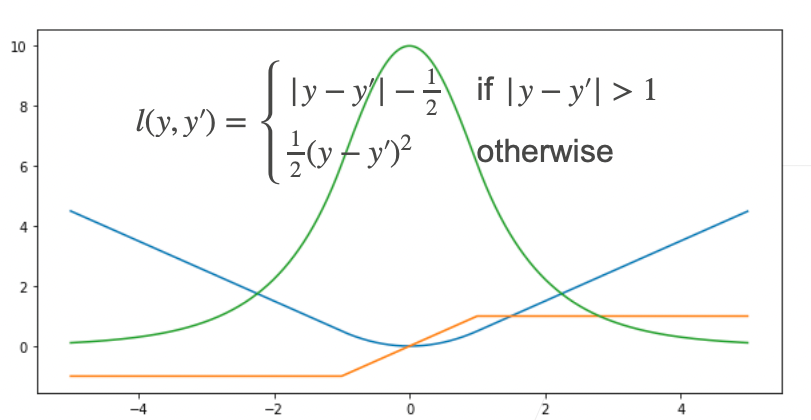 10
8
6
4
2
0
l(y, y′) = { |y − y′| − 1/2 if |y − y′| > 1
1/2(y − y′)² otherwise
−4 −2 0 2 4